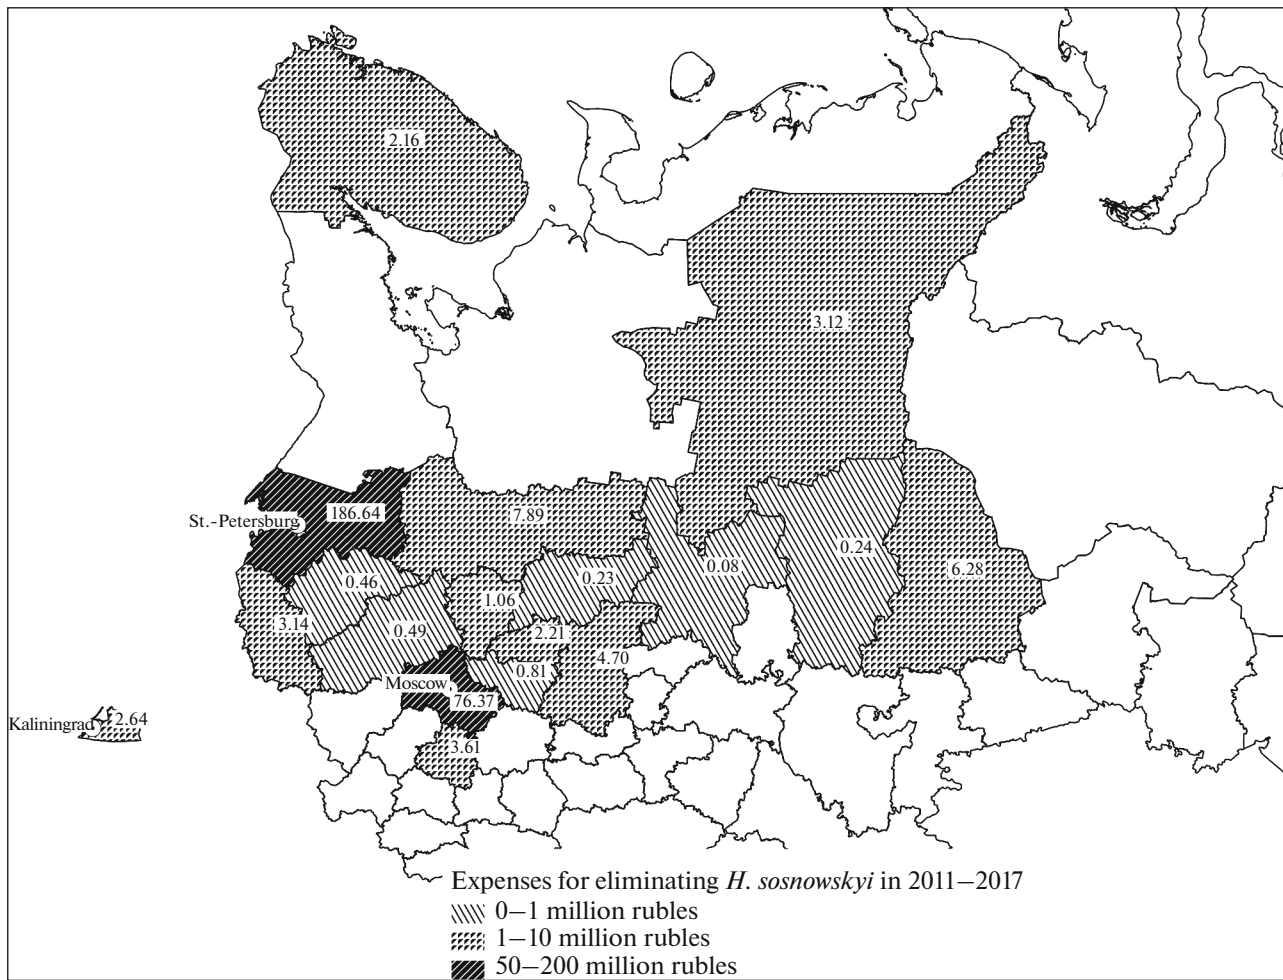 2.16
3.12
186.64
7.89
St.-Petersburg
0.24
0.46
0.23
0.08
6.28
1.06
3.14
0.49
2.21
4.70
0.81
Moscow
76.37
Kaliningrad
2.64
3.61
Expenses for eliminating H. sosnowskyi in 2011–2017
0–1 million rubles
1–10 million rubles
50–200 million rubles